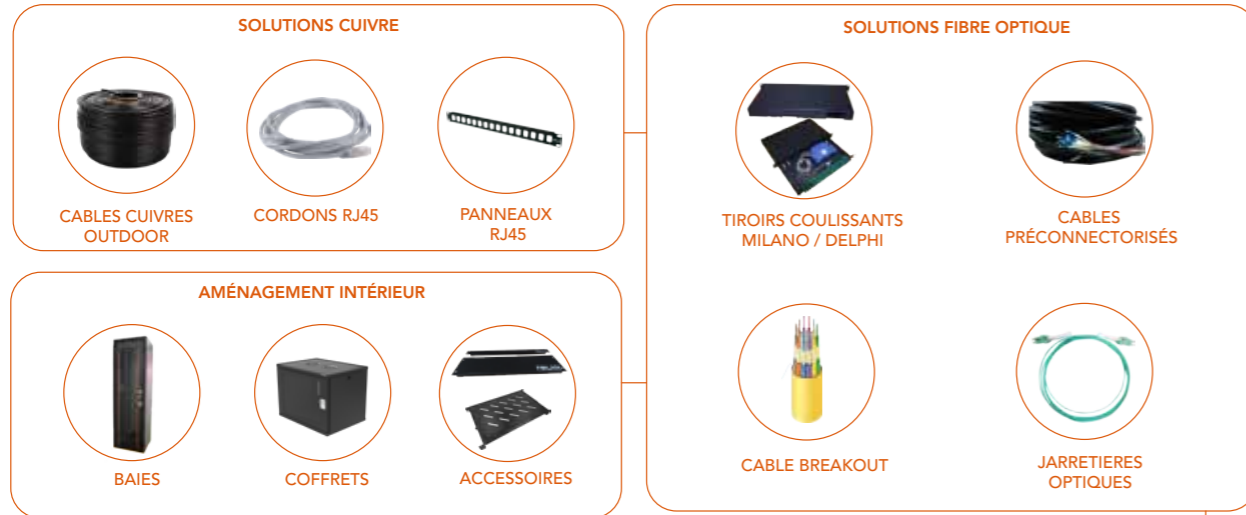 SOLUTIONS CUIVRE
CABLES CUIVRES
OUTDOOR
CORDONS RJ45
PANNEAUX
RJ45
AMÉNAGEMENT INTÉRIEUR
BAIES
COFFRETS
ACCESSOIRES
SOLUTIONS FIBRE OPTIQUE
TIROIRS COULISSANTS
MILANO / DELPHI
CABLES
PRÉCONNECTORISÉS
CABLE BREAKOUT
JARRETIERES
OPTIQUES